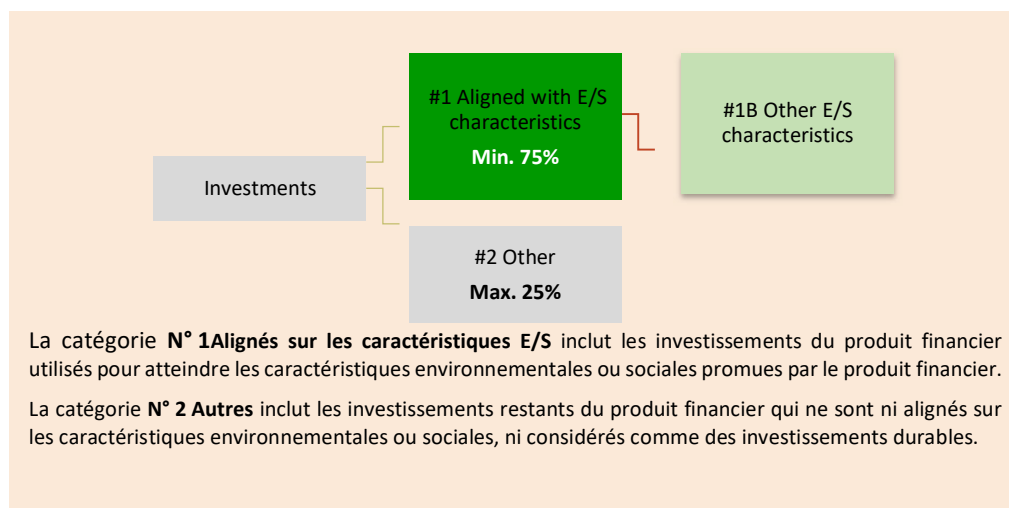 #1 Aligned with E/S
characteristics
Min. 75%
#1B Other E/S
characteristics
Investments
#2 Other
Max. 25%
La catégorie N° 1Alignés sur les caractéristiques E/S inclut les investissements du produit financier
utilisés pour atteindre les caractéristiques environnementales ou sociales promues par le produit financier.
La catégorie N° 2 Autres inclut les investissements restants du produit financier qui ne sont ni alignés sur
les caractéristiques environnementales ou sociales, ni considérés comme des investissements durables.